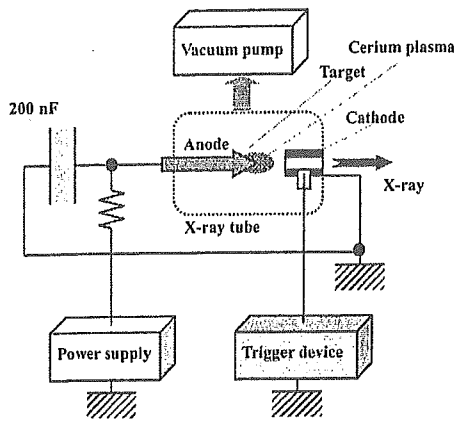 Vacuum pump
Cerium plasma
Target
Cathode
200 nF
Anode
X-ray
X-ray tube
Power supply
Trigger device